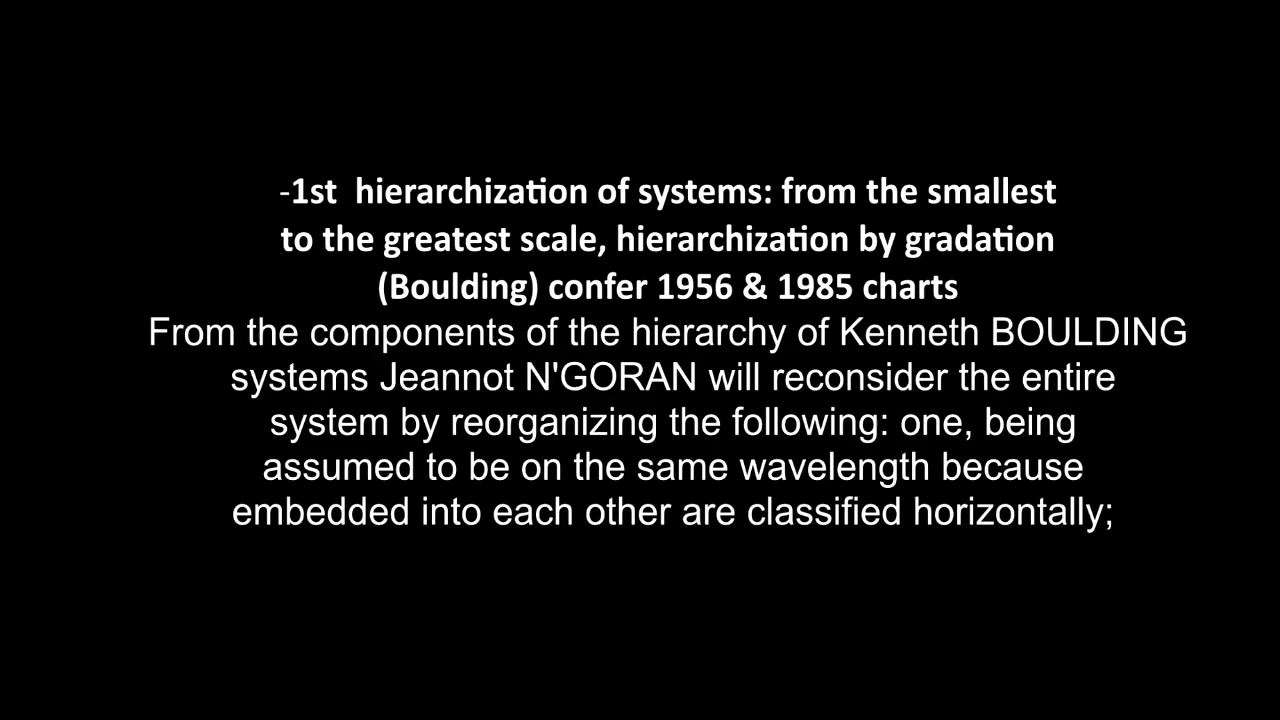 -1st  hierarchization of systems: from the smallest
to the greatest scale, hierarchization by gradation
(Boulding) confer 1956 & 1985 charts
From the components of the hierarchy of Kenneth BOULDING
systems Jeannot N'GORAN will reconsider the entire
system by reorganizing the following: one, being
assumed to be on the same wavelength because
embedded into each other are classified horizontally;